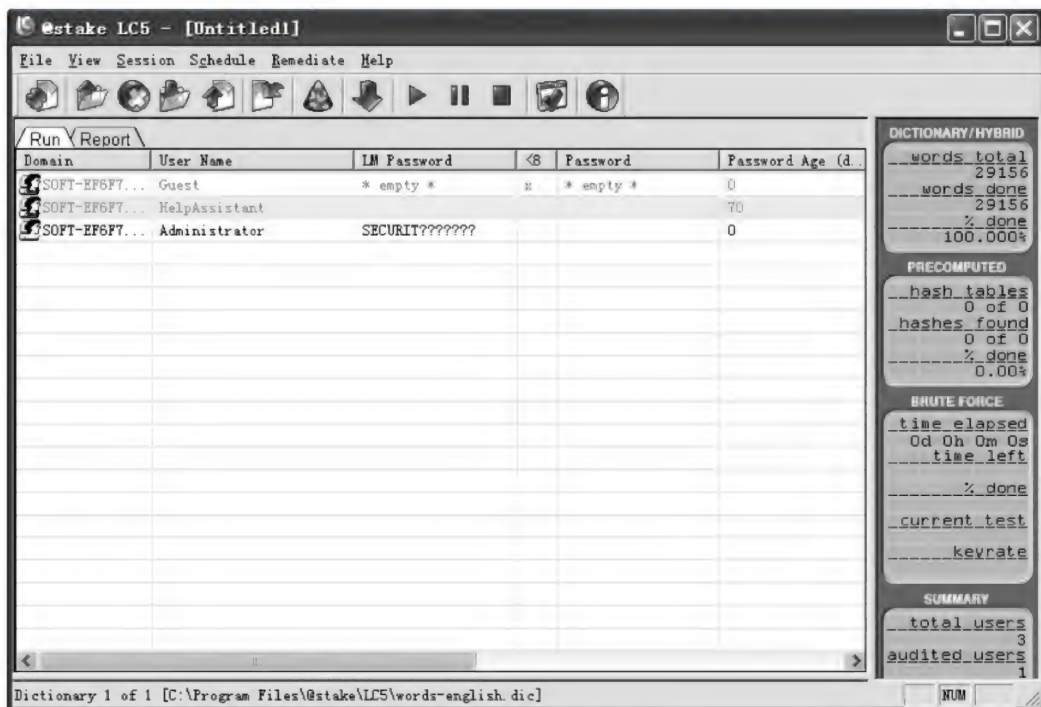 @stake LC5 - [Untitled1]
File View Session Schedule Remediate Help
Run Report
Domain User Name LM Password <8 Password Password Age (d...
SOFT-EF6F7... Guest * empty * x * empty * 0
SOFT-EF6F7... HelpAssistant 70
SOFT-EF6F7... Administrator SECURIT??????? 0
DICTIONARY/HYBRID
words total
29156
words done
29156
% done
100.000%
PRECOMPUTED
hash tables
0 of 0
hashes found
0 of 0
% done
0.00%
BRUTE FORCE
time elapsed
0d 0h 0m 0s
time left
% done
current test
keyrate
SUMMARY
total users
3
audited users
1
Dictionary 1 of 1 [C:\Program Files\@stake\LC5\words-english.dic]
NUM